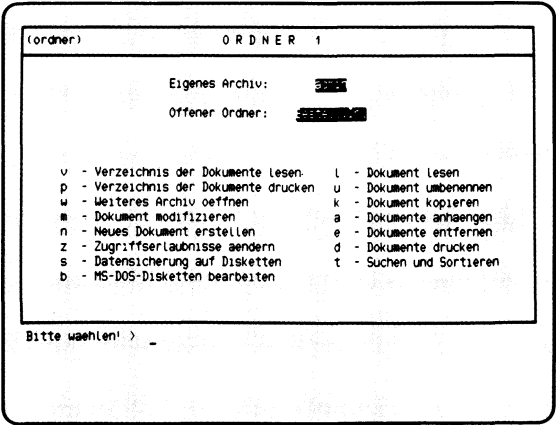 (ordner) O R D N E R 1
Eigenes Archiv:
Offener Ordner:
v - Verzeichnis der Dokumente lesen l - Dokument lesen
p - Verzeichnis der Dokumente drucken u - Dokument umbenennen
w - Weiteres Archiv oeffnen k - Dokument kopieren
m - Dokument modifizieren a - Dokumente anhaengen
n - Neues Dokument erstellen e - Dokumente entfernen
z - Zugriffserlaubnisse aendern d - Dokumente drucken
s - Datensicherung auf Disketten t - Suchen und Sortieren
b - MS-DOS-Disketten bearbeiten
Bitte waehlen! > _